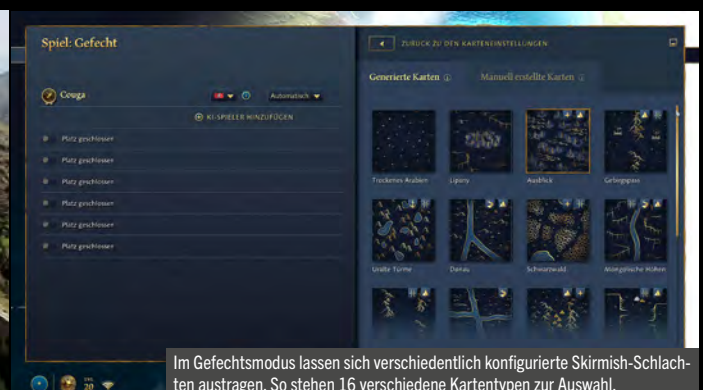 Spiel: Gefecht
Couga
Automatisch
KI-SPIELER HINZUFÜGEN
Platz geschlossen
Platz geschlossen
Platz geschlossen
Platz geschlossen
Platz geschlossen
Platz geschlossen
ZURÜCK ZU DEN KARTENEINSTELLUNGEN
Generierte Karten
Manuell erstellte Karten
Trockenes Arabien
Lipany
Ausblick
Gebirgspass
Uralte Türme
Donau
Schwarzwald
Mongolische Höhen
20
Im Gefechtsmodus lassen sich verschiedentlich konfigurierte Skirmish-Schlach-
ten austragen. So stehen 16 verschiedene Kartentypen zur Auswahl.